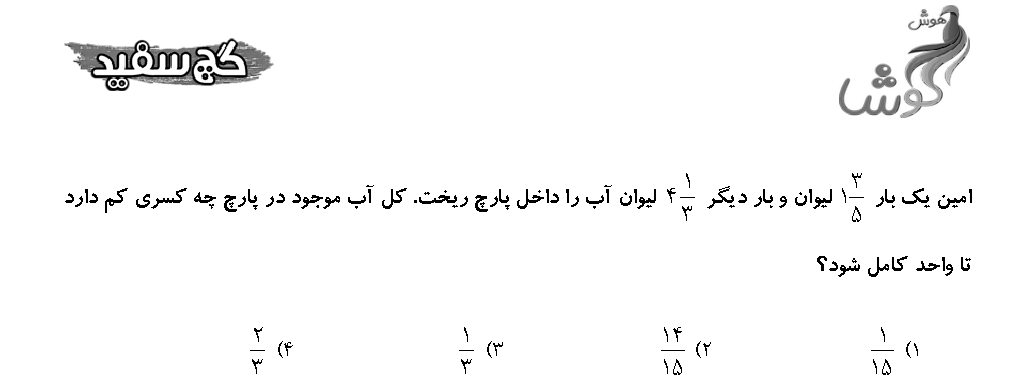 هوش گوشا
گچ سفید
امین یک بار ۱ ۳/۵ لیوان و بار دیگر ۴ ۱/۳ لیوان آب را داخل پارچ ریخت. کل آب موجود در پارچ چه کسری کم دارد
تا واحد کامل شود؟
۱) ۱/۱۵ ۲) ۱۴/۱۵ ۳) ۱/۳ ۴) ۲/۳